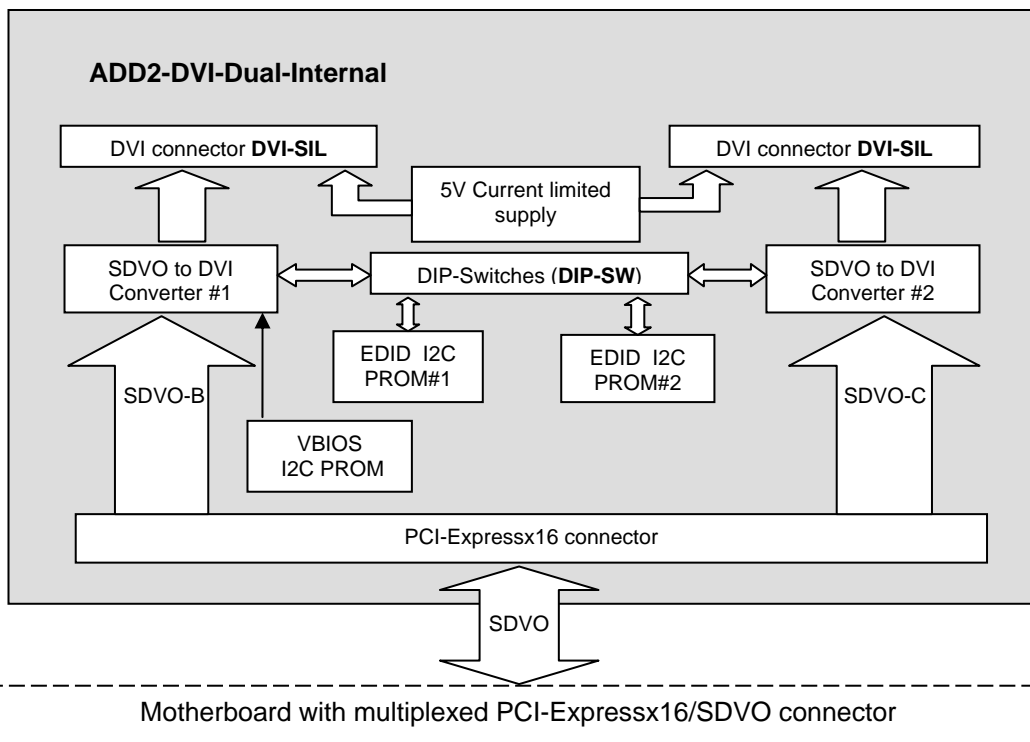 ADD2-DVI-Dual-Internal
DVI connector DVI-SIL
DVI connector DVI-SIL
5V Current limited
supply
SDVO to DVI
Converter #1
DIP-Switches (DIP-SW)
SDVO to DVI
Converter #2
EDID I2C
PROM#1
EDID I2C
PROM#2
SDVO-B
SDVO-C
VBIOS
I2C PROM
PCI-Expressx16 connector
SDVO
Motherboard with multiplexed PCI-Expressx16/SDVO connector